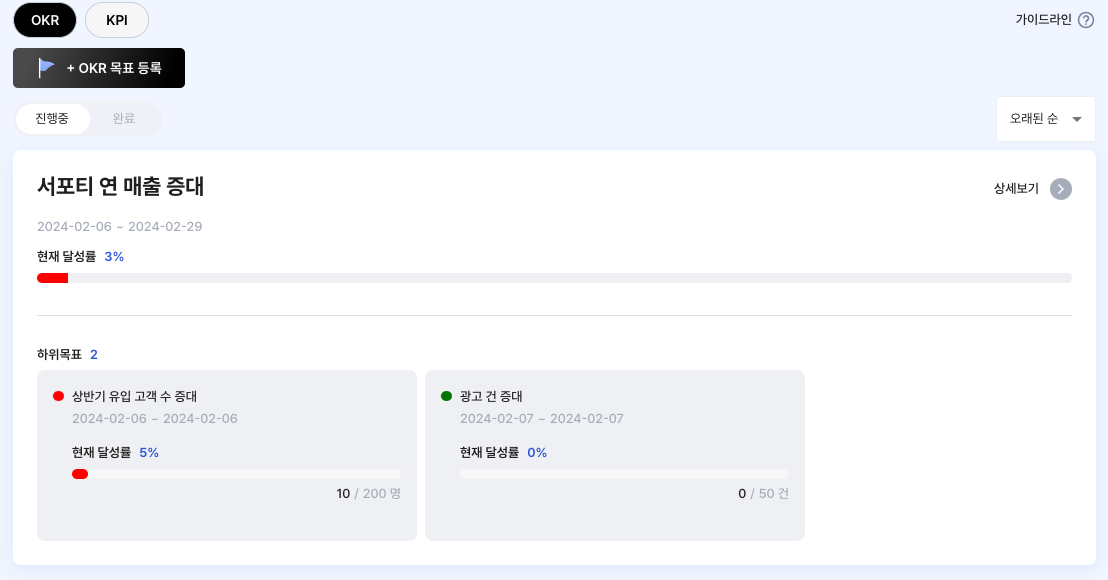 OKR
KPI
가이드라인 ?
+ OKR 목표 등록
진행중
완료
오래된 순
서포티 연 매출 증대
상세보기
2024-02-06 ~ 2024-02-29
현재 달성률 3%
하위목표 2
상반기 유입 고객 수 증대
2024-02-06 ~ 2024-02-06
현재 달성률 5%
10 / 200 명
광고 건 증대
2024-02-07 ~ 2024-02-07
현재 달성률 0%
0 / 50 건